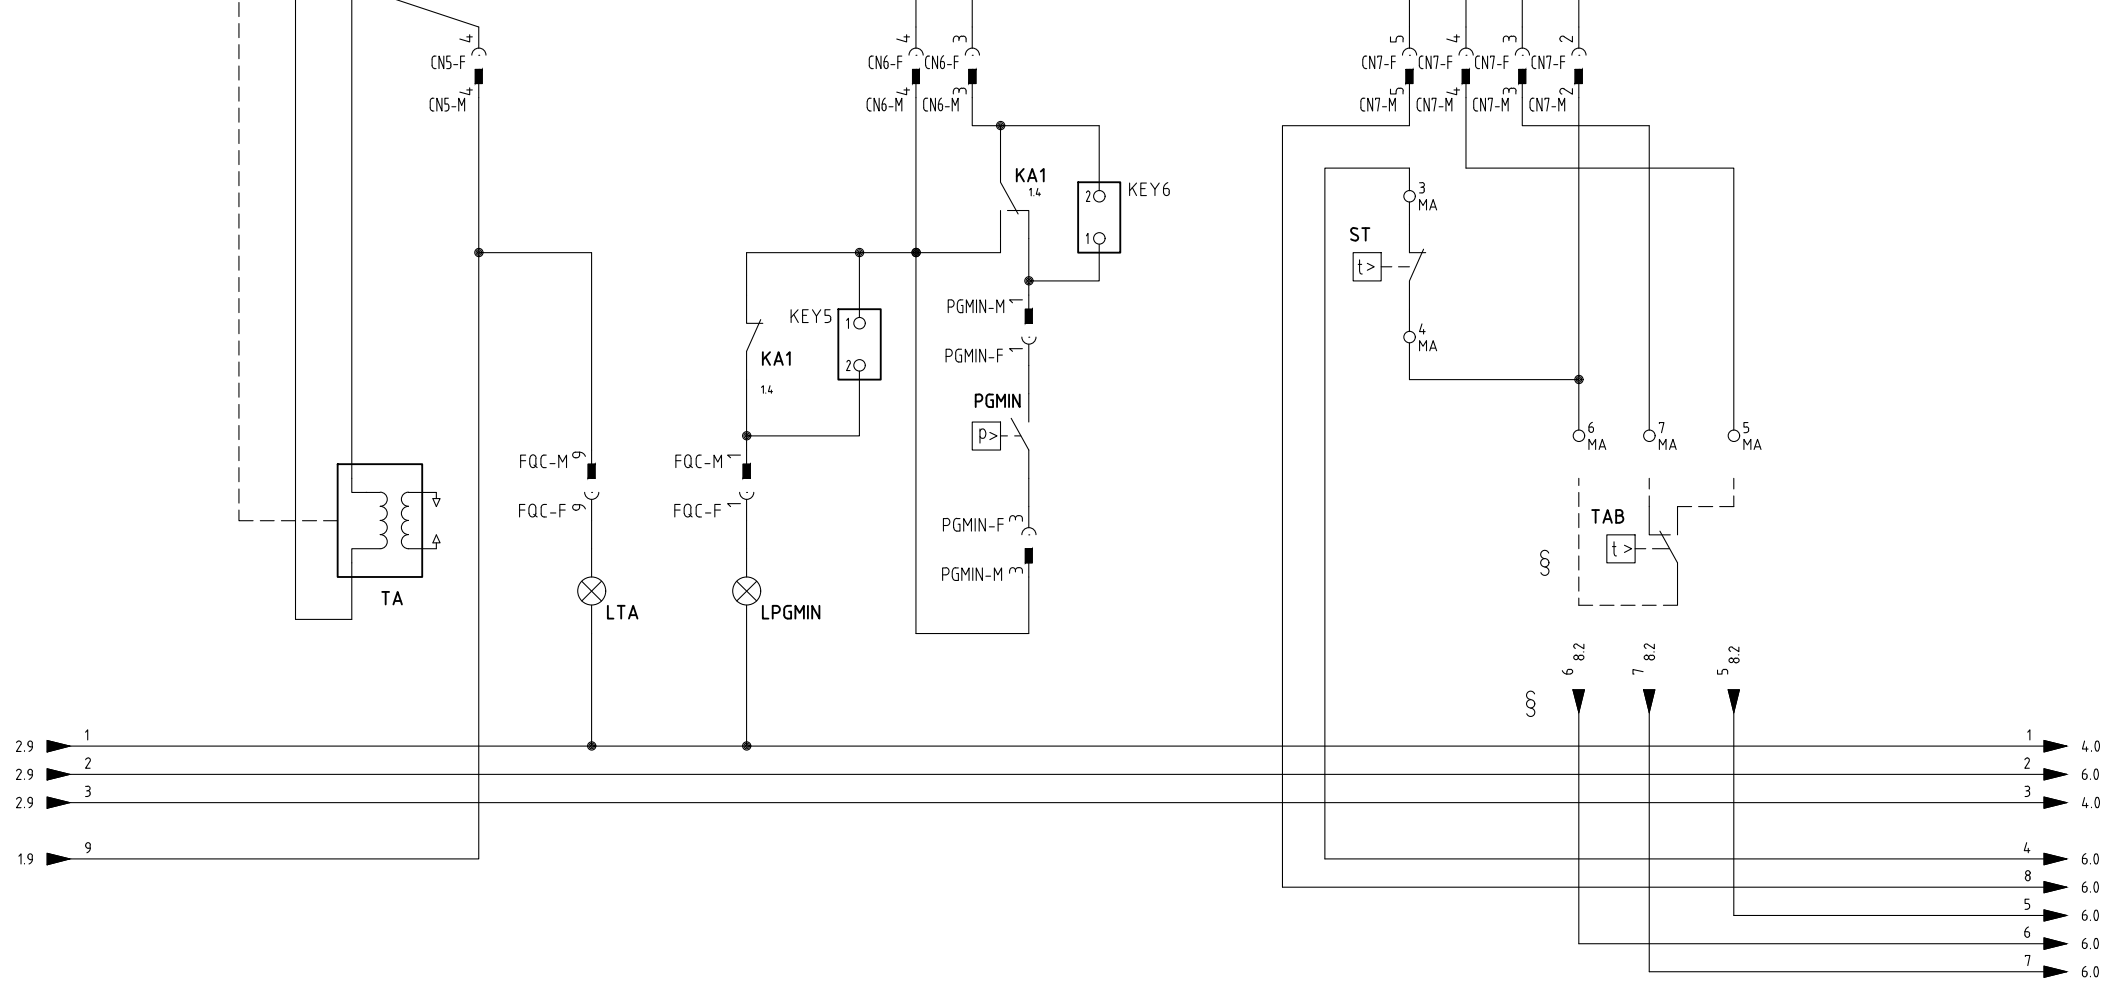 4 4 3 5 4 3 2
CN5-F CN6-F CN6-F CN7-F CN7-F CN7-F CN7-F
4 4 3 5 4 3 2
CN5-M CN6-M CN6-M CN7-M CN7-M CN7-M CN7-M
KA1
1.4
2
1
KEY6
3
MA
ST
t>
4
MA
PGMIN-M 1
PGMIN-F 1
KEY5
1
2
KA1
1.4
PGMIN
p>
6
MA
7
MA
5
MA
FQC-M 9
FQC-F 9
FQC-M 1
FQC-F 1
PGMIN-F 3
PGMIN-M 3
TAB
t>
§
TA
LTA
LPGMIN
6 8.2
7 8.2
5 8.2
§
2.9 1 1 4.0
2.9 2 2 6.0
2.9 3 3 4.0
1.9 9 4 6.0
8 6.0
5 6.0
6 6.0
7 6.0